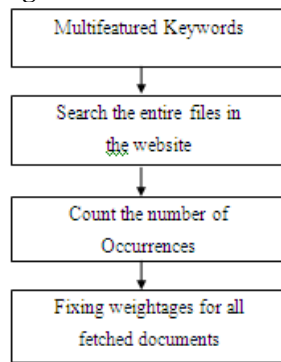 Multifeatured Keywords
Search the entire files in
the website
Count the number of
Occurrences
Fixing weightages for all
fetched documents